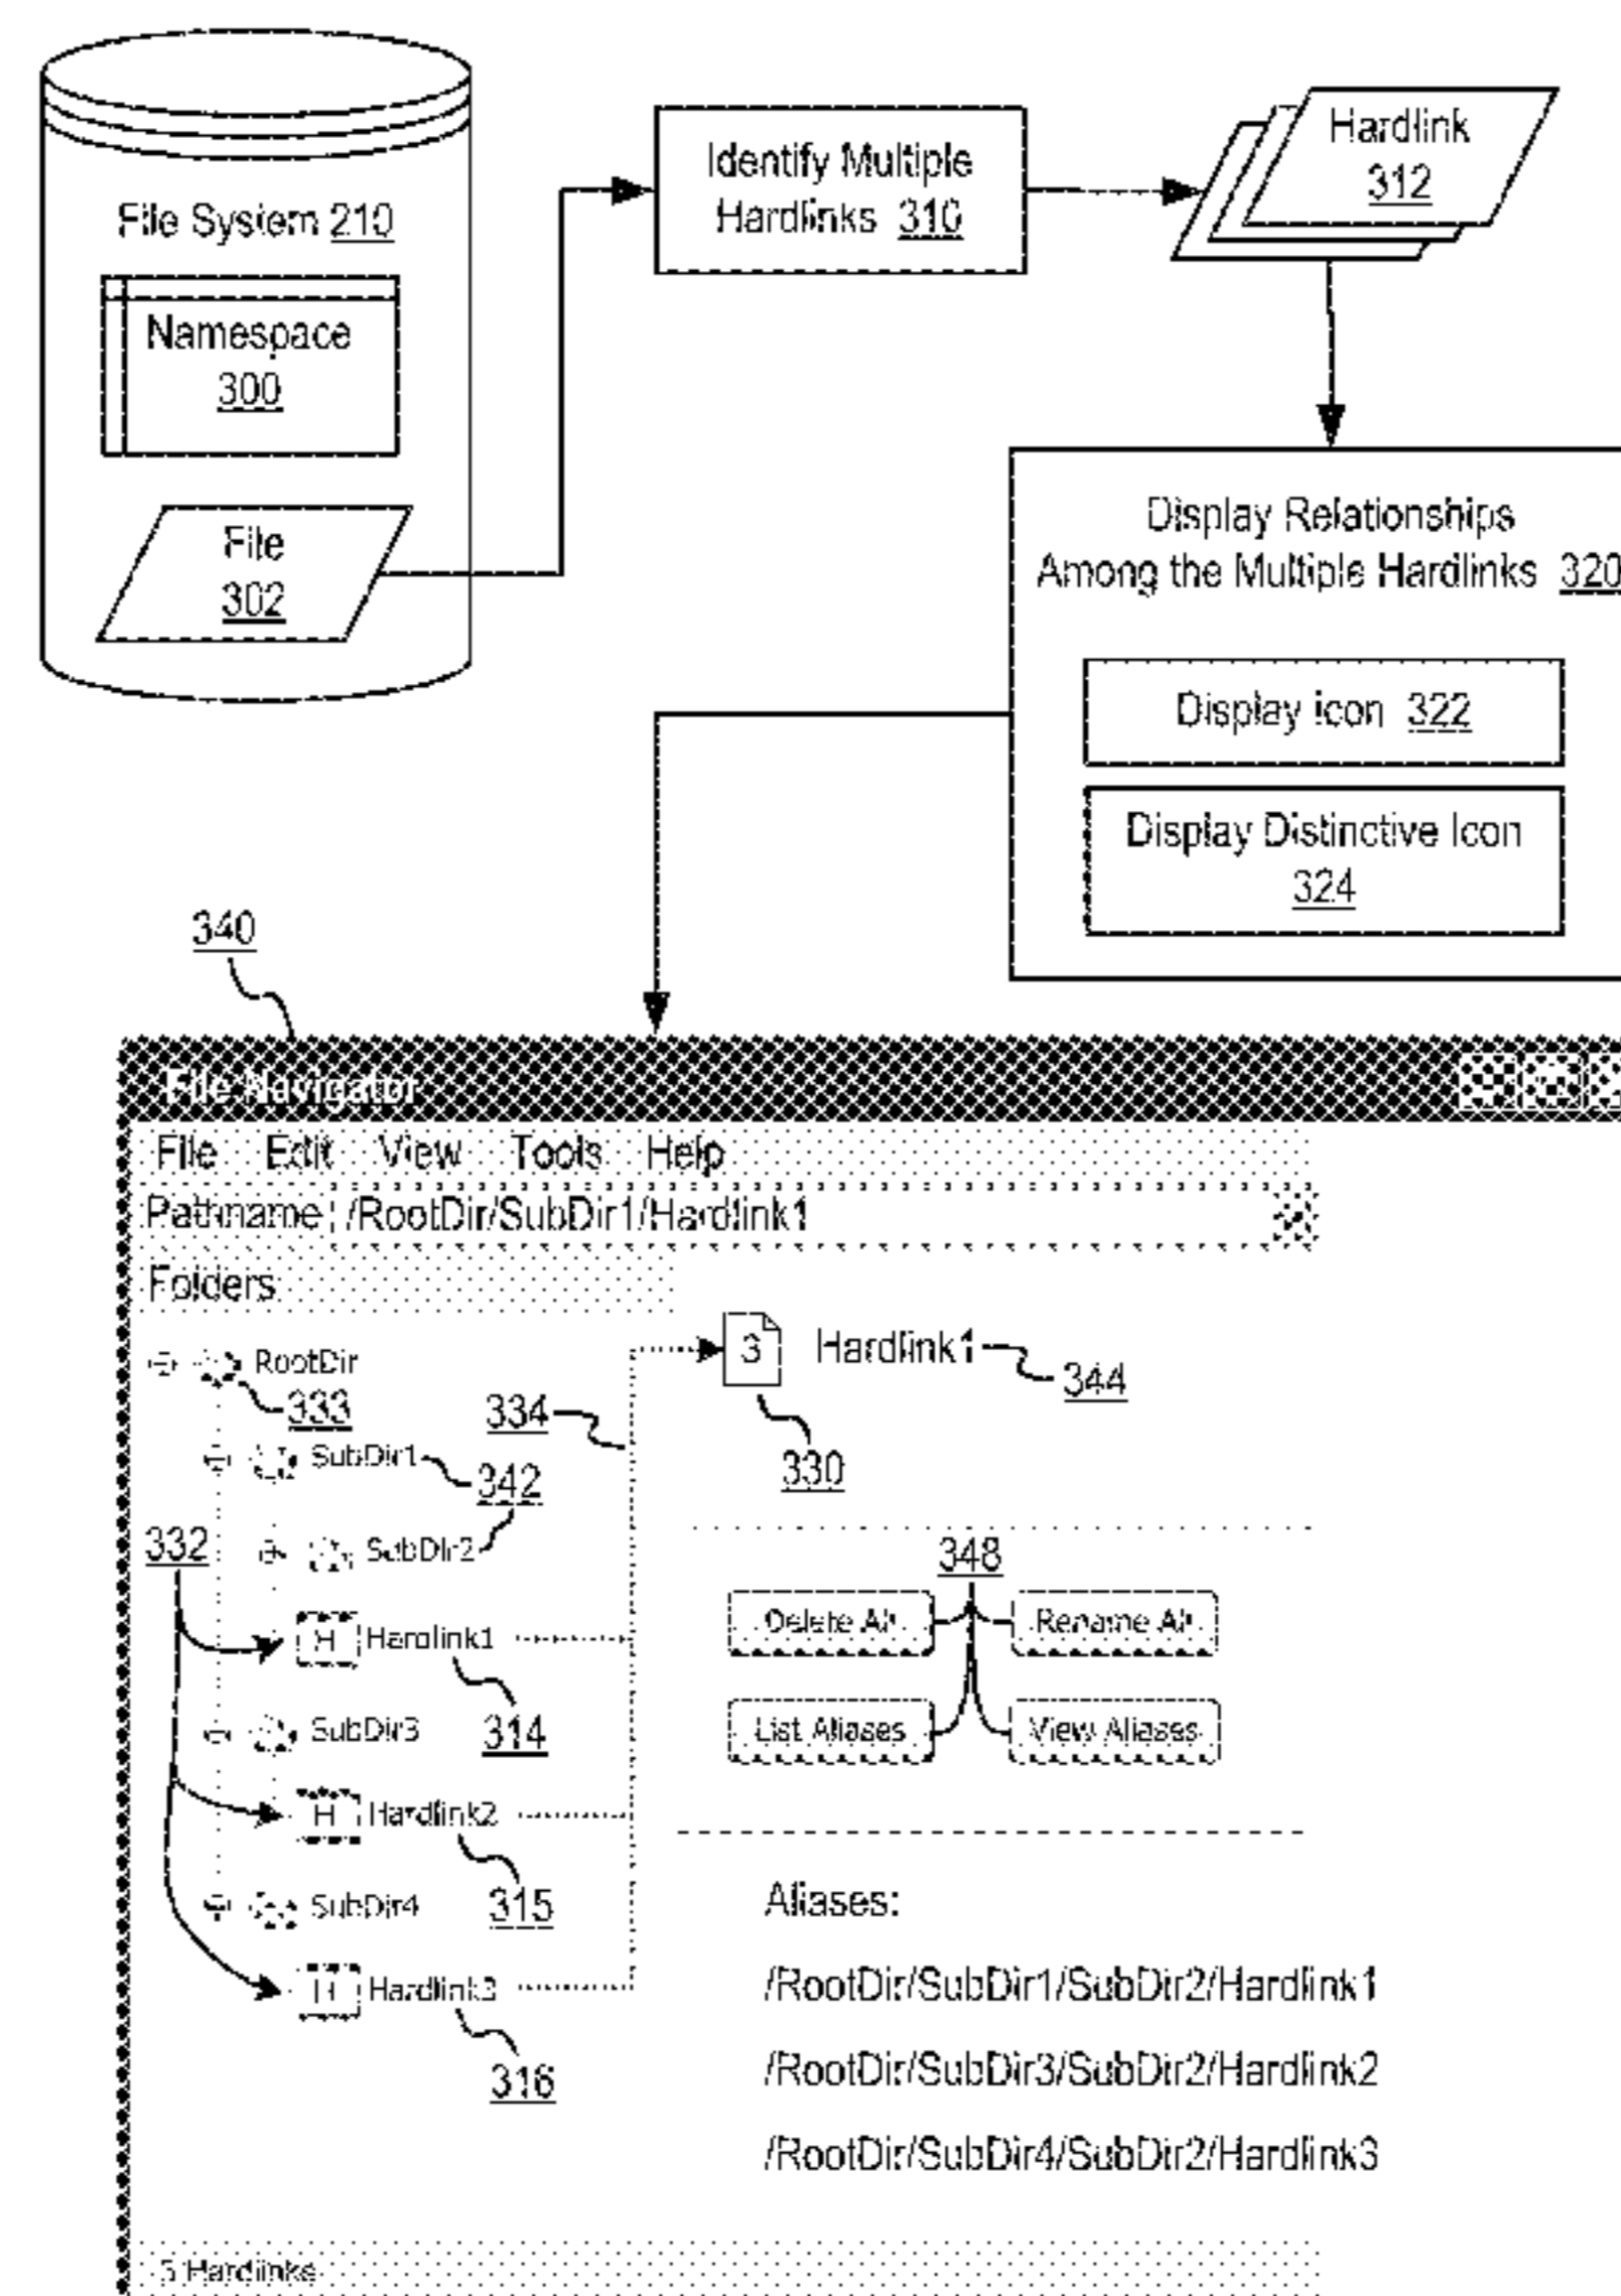 File System 210
Namespace
300
File
302
Identify Multiple
Hardlinks 310
Hardlink
312
Display Relationships
Among the Multiple Hardlinks 320
Display icon 322
Display Distinctive Icon
324
340
File Navigator
File Edit View Tools Help
Pathname /RootDir/SubDir1/Hardlink1
Folders
RootDir
333
SubDir1
342
SubDir2
332
H Hardlink1
314
SubDir3
H Hardlink2
315
SubDir4
H Hardlink3
316
334
3 Hardlink1
344
330
348
Delete All
Rename All
List Aliases
View Aliases
Aliases:
/RootDir/SubDir1/SubDir2/Hardlink1
/RootDir/SubDir3/SubDir2/Hardlink2
/RootDir/SubDir4/SubDir2/Hardlink3
Hardlinks